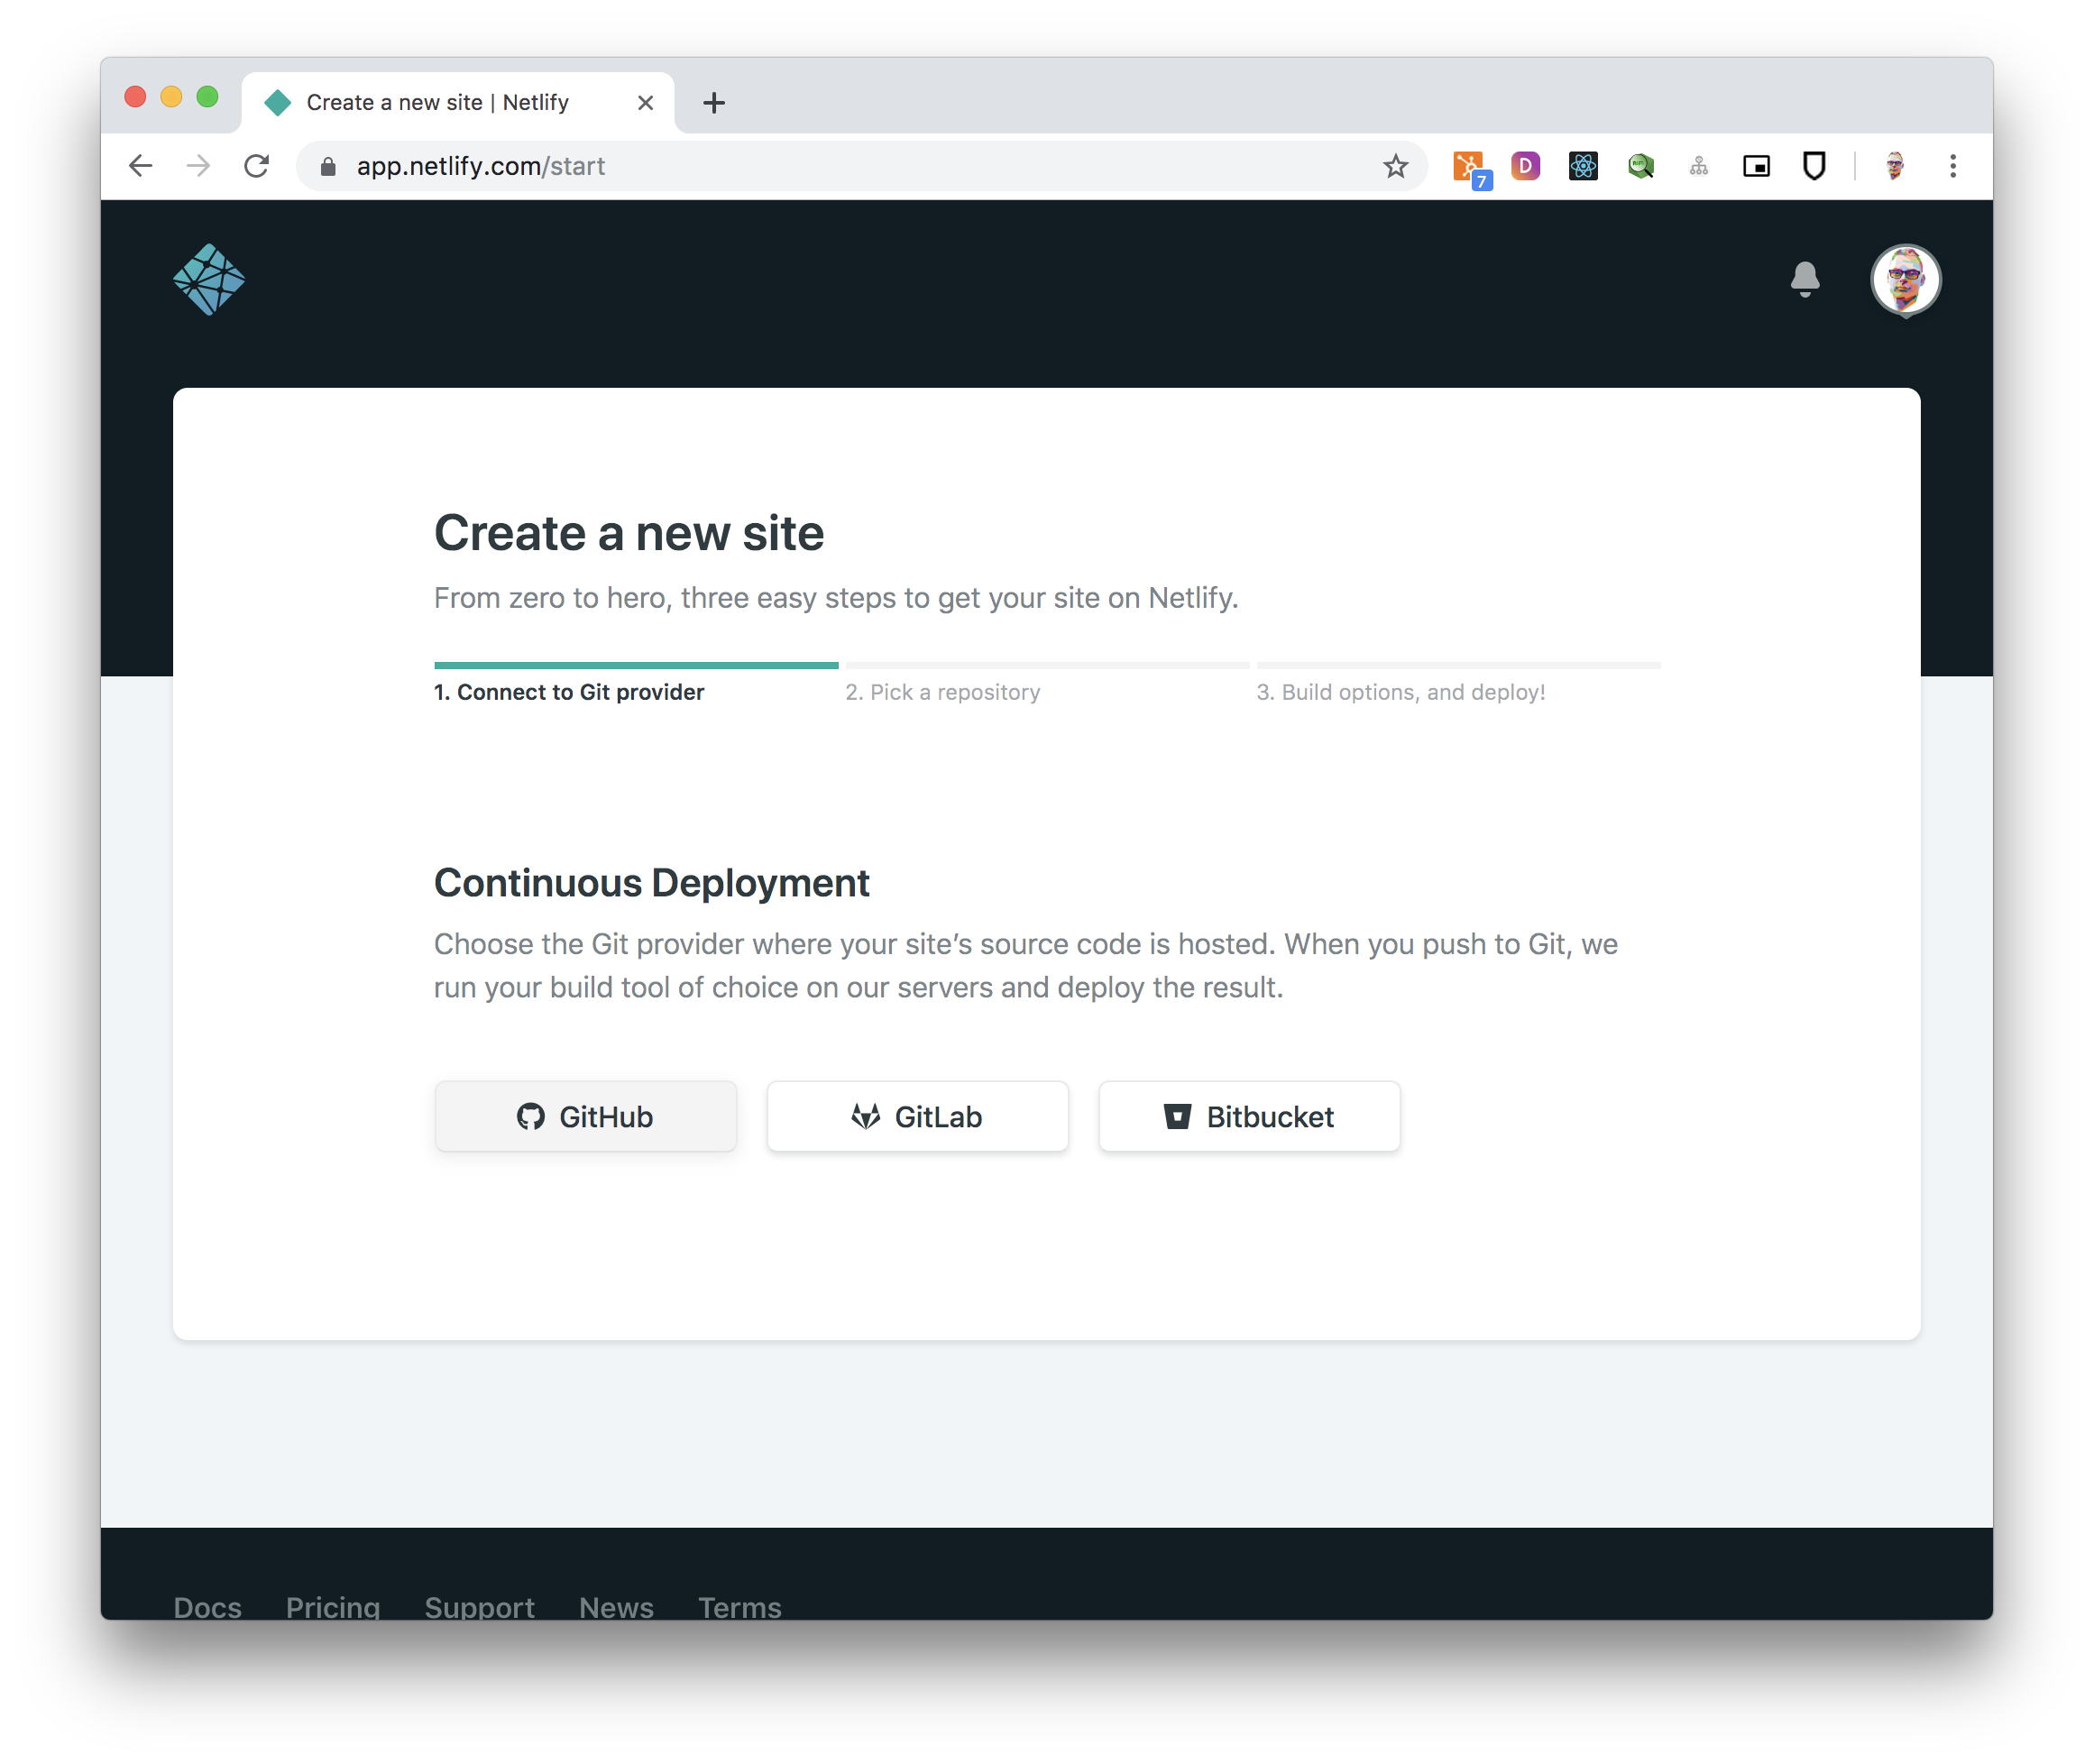 Create a new site | Netlify
app.netlify.com/start
7
D
Create a new site
From zero to hero, three easy steps to get your site on Netlify.
1. Connect to Git provider
2. Pick a repository
3. Build options, and deploy!
Continuous Deployment
Choose the Git provider where your site’s source code is hosted. When you push to Git, we
run your build tool of choice on our servers and deploy the result.
GitHub
GitLab
Bitbucket
Docs Pricing Support News Terms